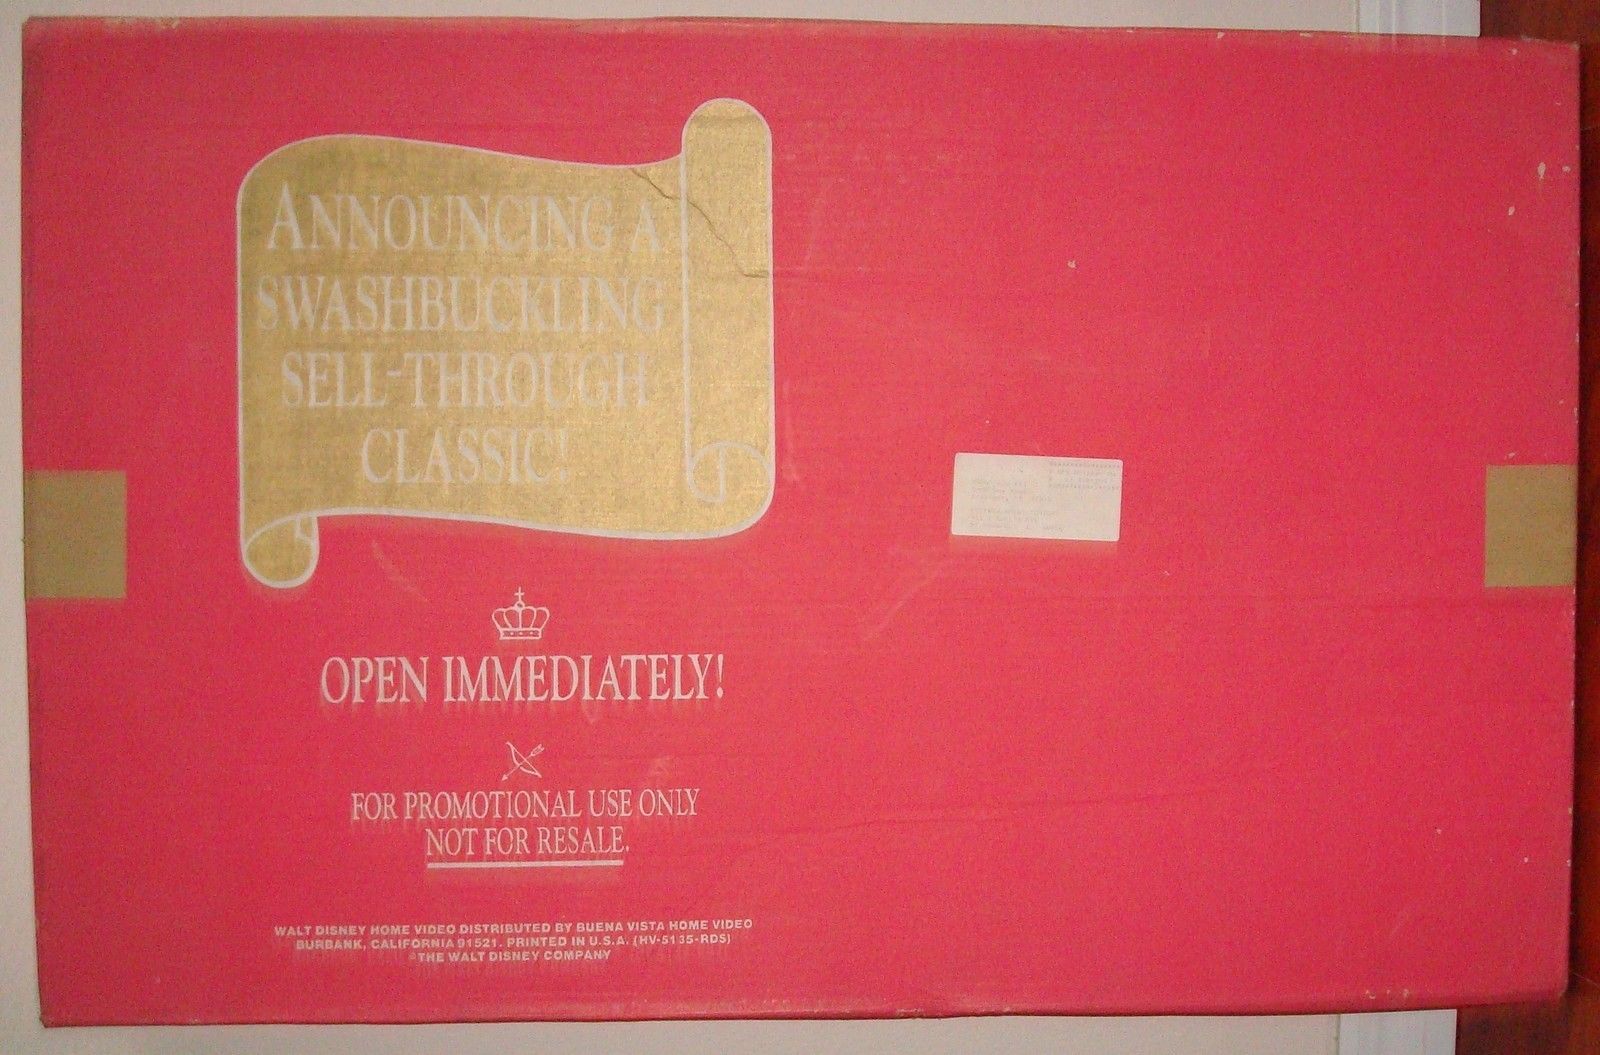 ANNOUNCING A
SWASHBUCKLING
SELL-THROUGH
CLASSIC!
OPEN IMMEDIATELY!
FOR PROMOTIONAL USE ONLY
NOT FOR RESALE.
WALT DISNEY HOME VIDEO DISTRIBUTED BY BUENA VISTA HOME VIDEO
BURBANK, CALIFORNIA 91521. PRINTED IN U.S.A. (HV-5135-RDS)
©THE WALT DISNEY COMPANY